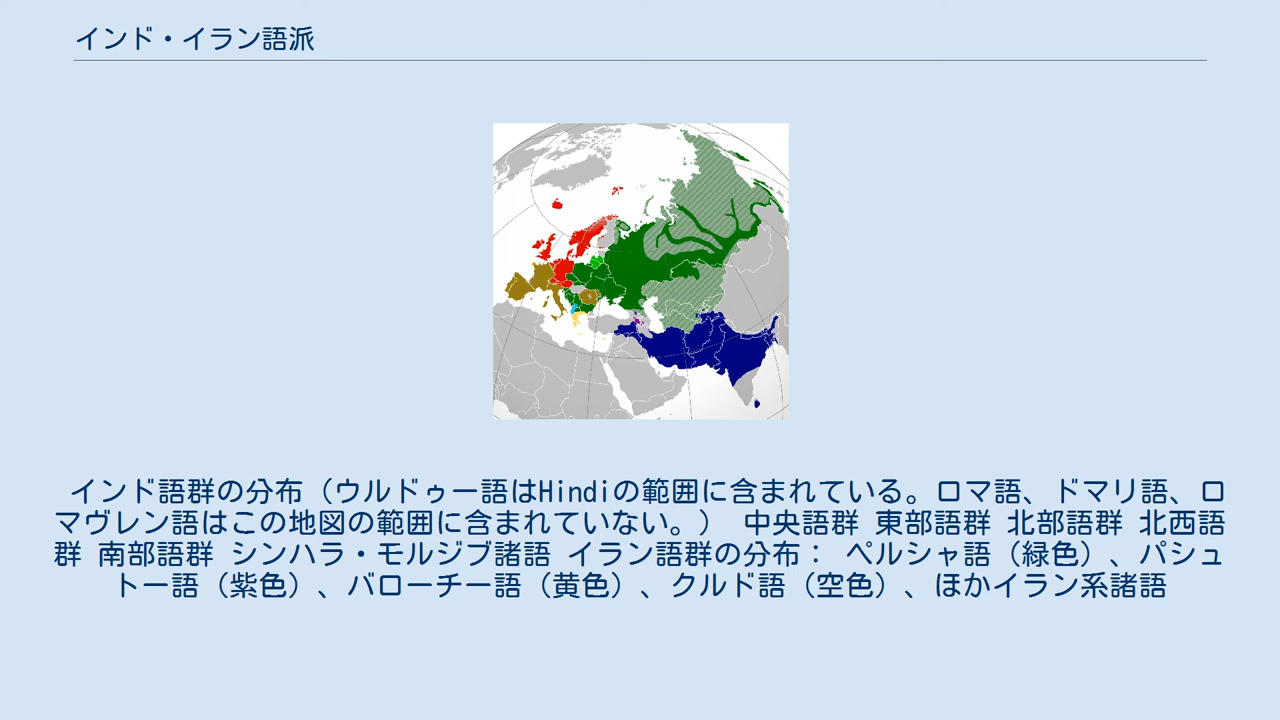 インド・イラン語派
インド語群の分布（ウルドゥー語はHindiの範囲に含まれている。ロマ語、ドマリ語、ロ
マヴレン語はこの地図の範囲に含まれていない。） 中央語群 東部語群 北部語群 北西語
群 南部語群 シンハラ・モルジブ諸語 イラン語群の分布： ペルシャ語（緑色）、パシュ
トー語（紫色）、バローチー語（黄色）、クルド語（空色）、ほかイラン系諸語